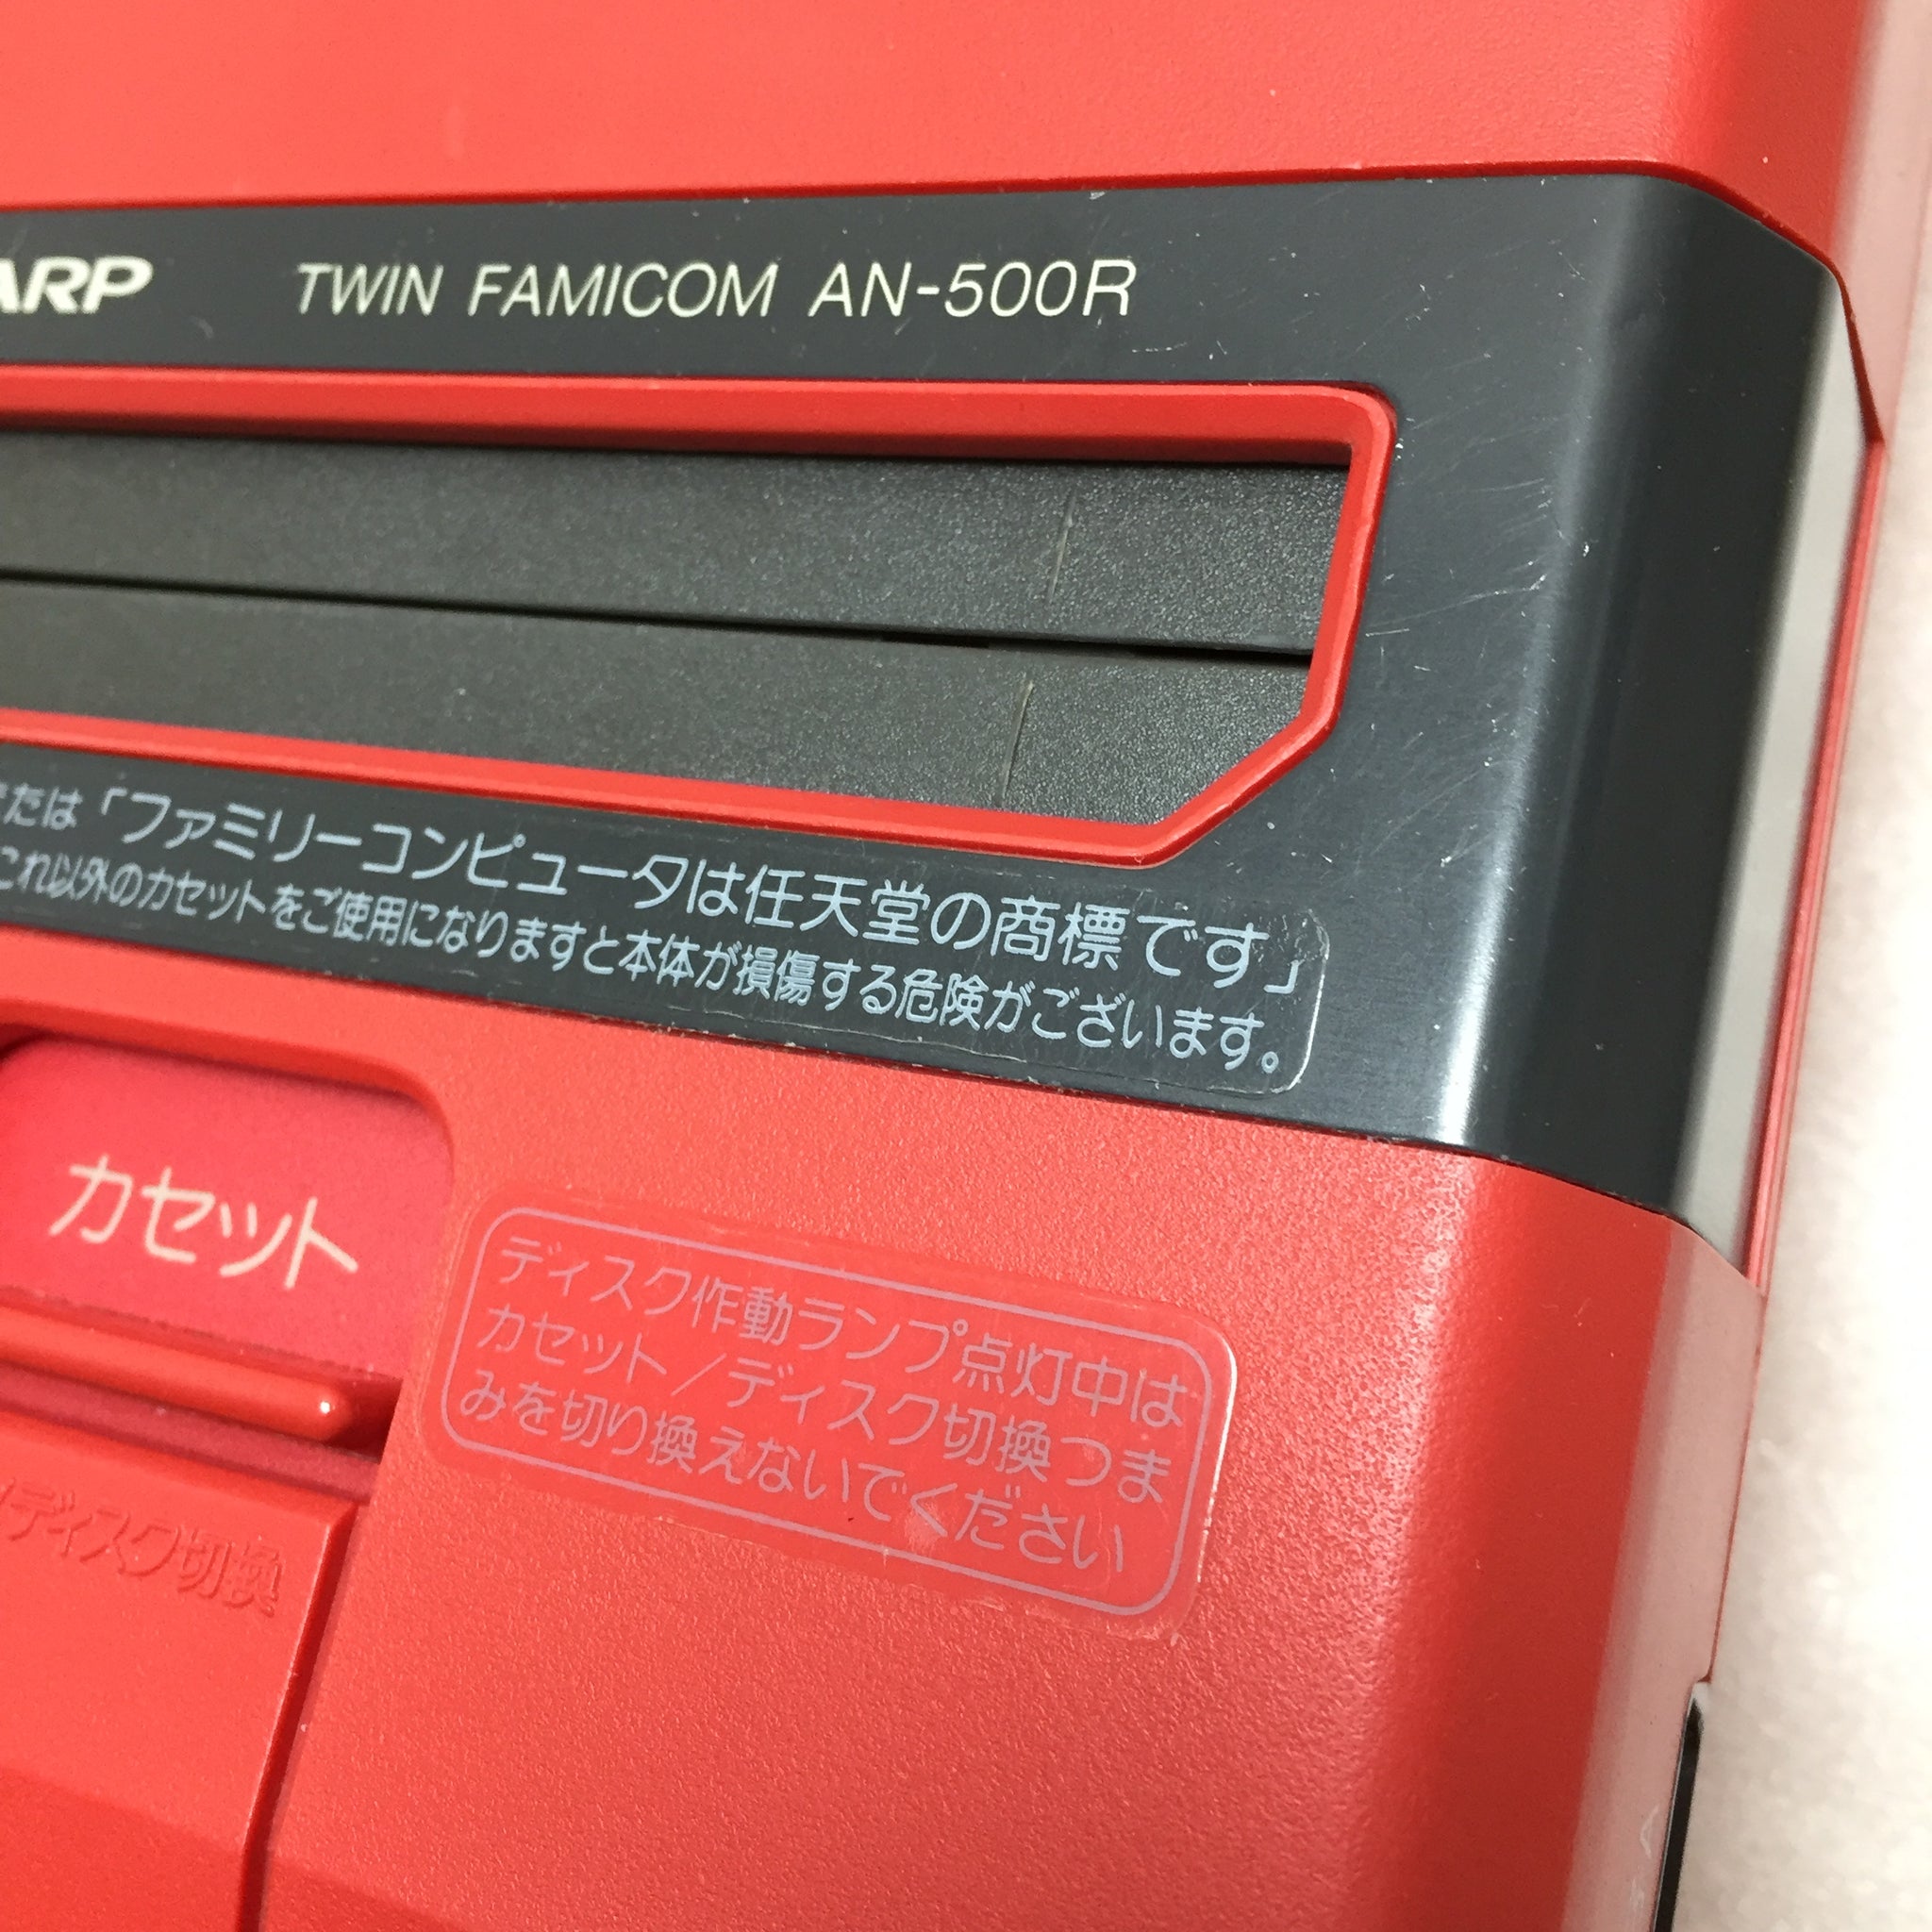 ARP TWIN FAMICOM AN-500R
または「ファミリーコンピュータは任天堂の商標です」
これ以外のカセットをご使用になりますと本体が損傷する危険がございます。
カセット
ディスク作動ランプ点灯中は
カセット/ディスク切換つま
みを切り換えないでください
/ディスク切換